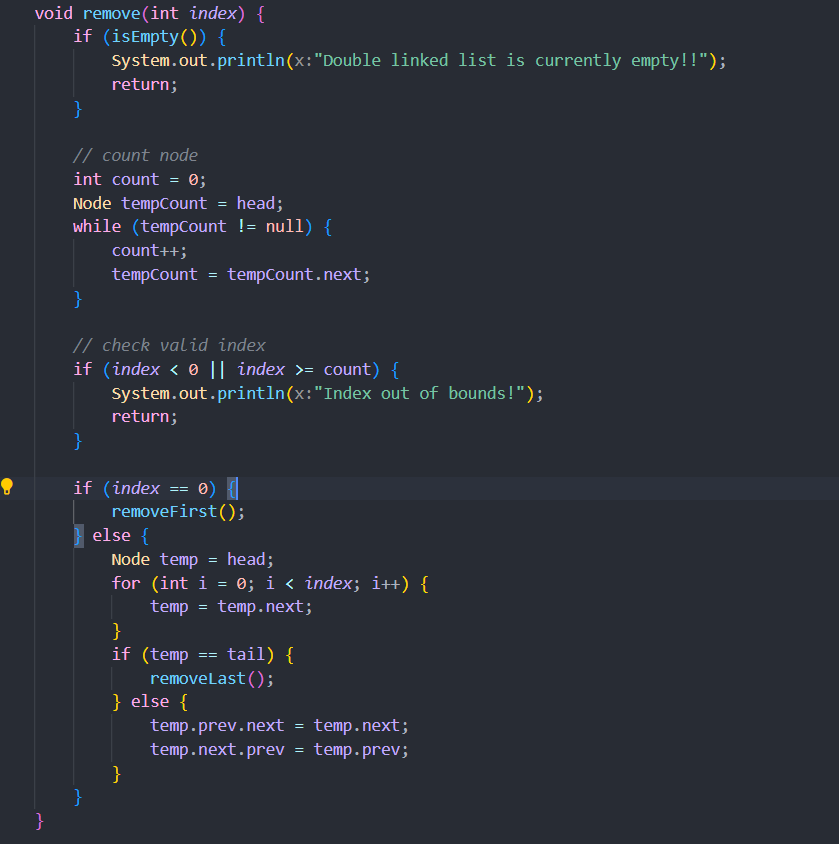 void remove(int index) {
    if (isEmpty()) {
        System.out.println(x:"Double linked list is currently empty!!");
        return;
    }

    // count node
    int count = 0;
    Node tempCount = head;
    while (tempCount != null) {
        count++;
        tempCount = tempCount.next;
    }

    // check valid index
    if (index < 0 || index >= count) {
        System.out.println(x:"Index out of bounds!");
        return;
    }

    if (index == 0) {
        removeFirst();
    } else {
        Node temp = head;
        for (int i = 0; i < index; i++) {
            temp = temp.next;
        }
        if (temp == tail) {
            removeLast();
        } else {
            temp.prev.next = temp.next;
            temp.next.prev = temp.prev;
        }
    }
}